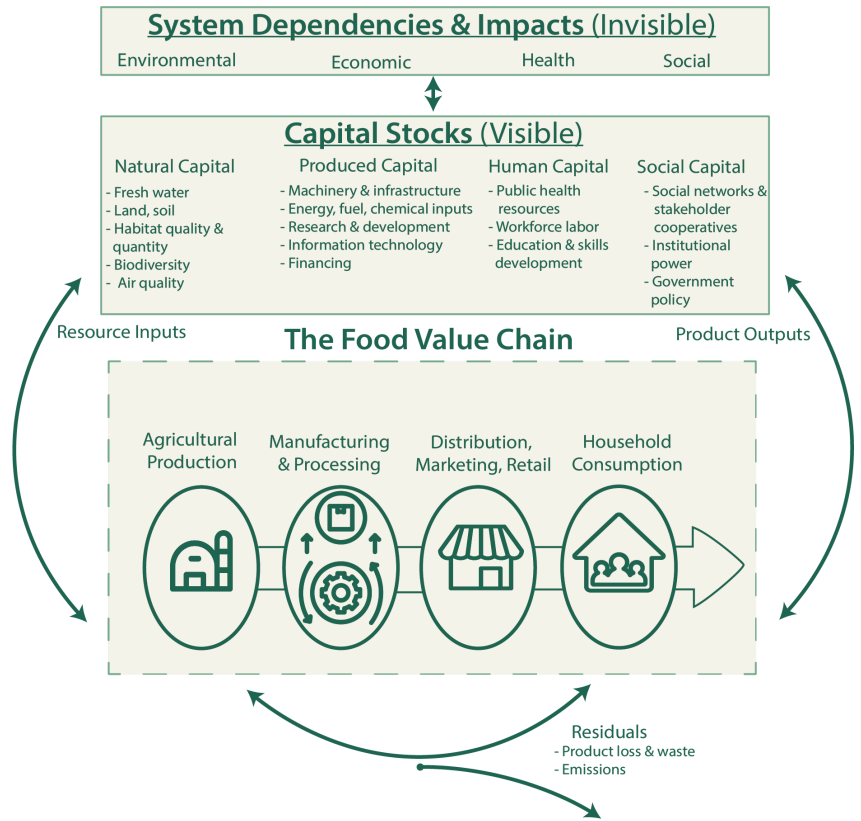 System Dependencies & Impacts (Invisible)
Environmental
Economic
Health
Social
Capital Stocks (Visible)
Natural Capital
- Fresh water
- Land, soil
- Habitat quality &
quantity
- Biodiversity
- Air quality
Produced Capital
- Machinery & infrastructure
- Energy, fuel, chemical inputs
- Research & development
- Information technology
- Financing
Human Capital
- Public health
resources
- Workforce labor
- Education & skills
development
Social Capital
- Social networks &
stakeholder
cooperatives
- Institutional
power
- Government
policy
Resource Inputs
Product Outputs
The Food Value Chain
Agricultural
Production
Manufacturing
& Processing
Distribution,
Marketing, Retail
Household
Consumption
Residuals
- Product loss & waste
- Emissions